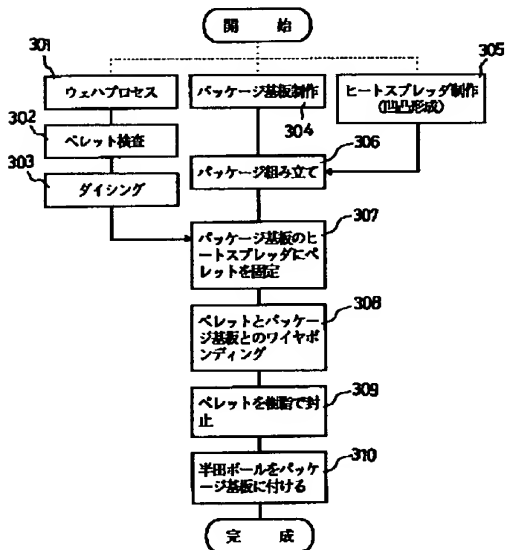 開 始
301
ウェハプロセス
302
ペレット検査
303
ダイシング
パッケージ基板制作
304
305
ヒートスプレッダ制作
(凹凸形成)
306
パッケージ組み立て
307
パッケージ基板のヒ
ートスプレッダにペ
レットを固定
308
ペレットとパッケー
ジ基板とのワイヤボ
ンディング
309
ペレットを樹脂で封
止
310
半田ボールをパッケ
ージ基板に付ける
完 成